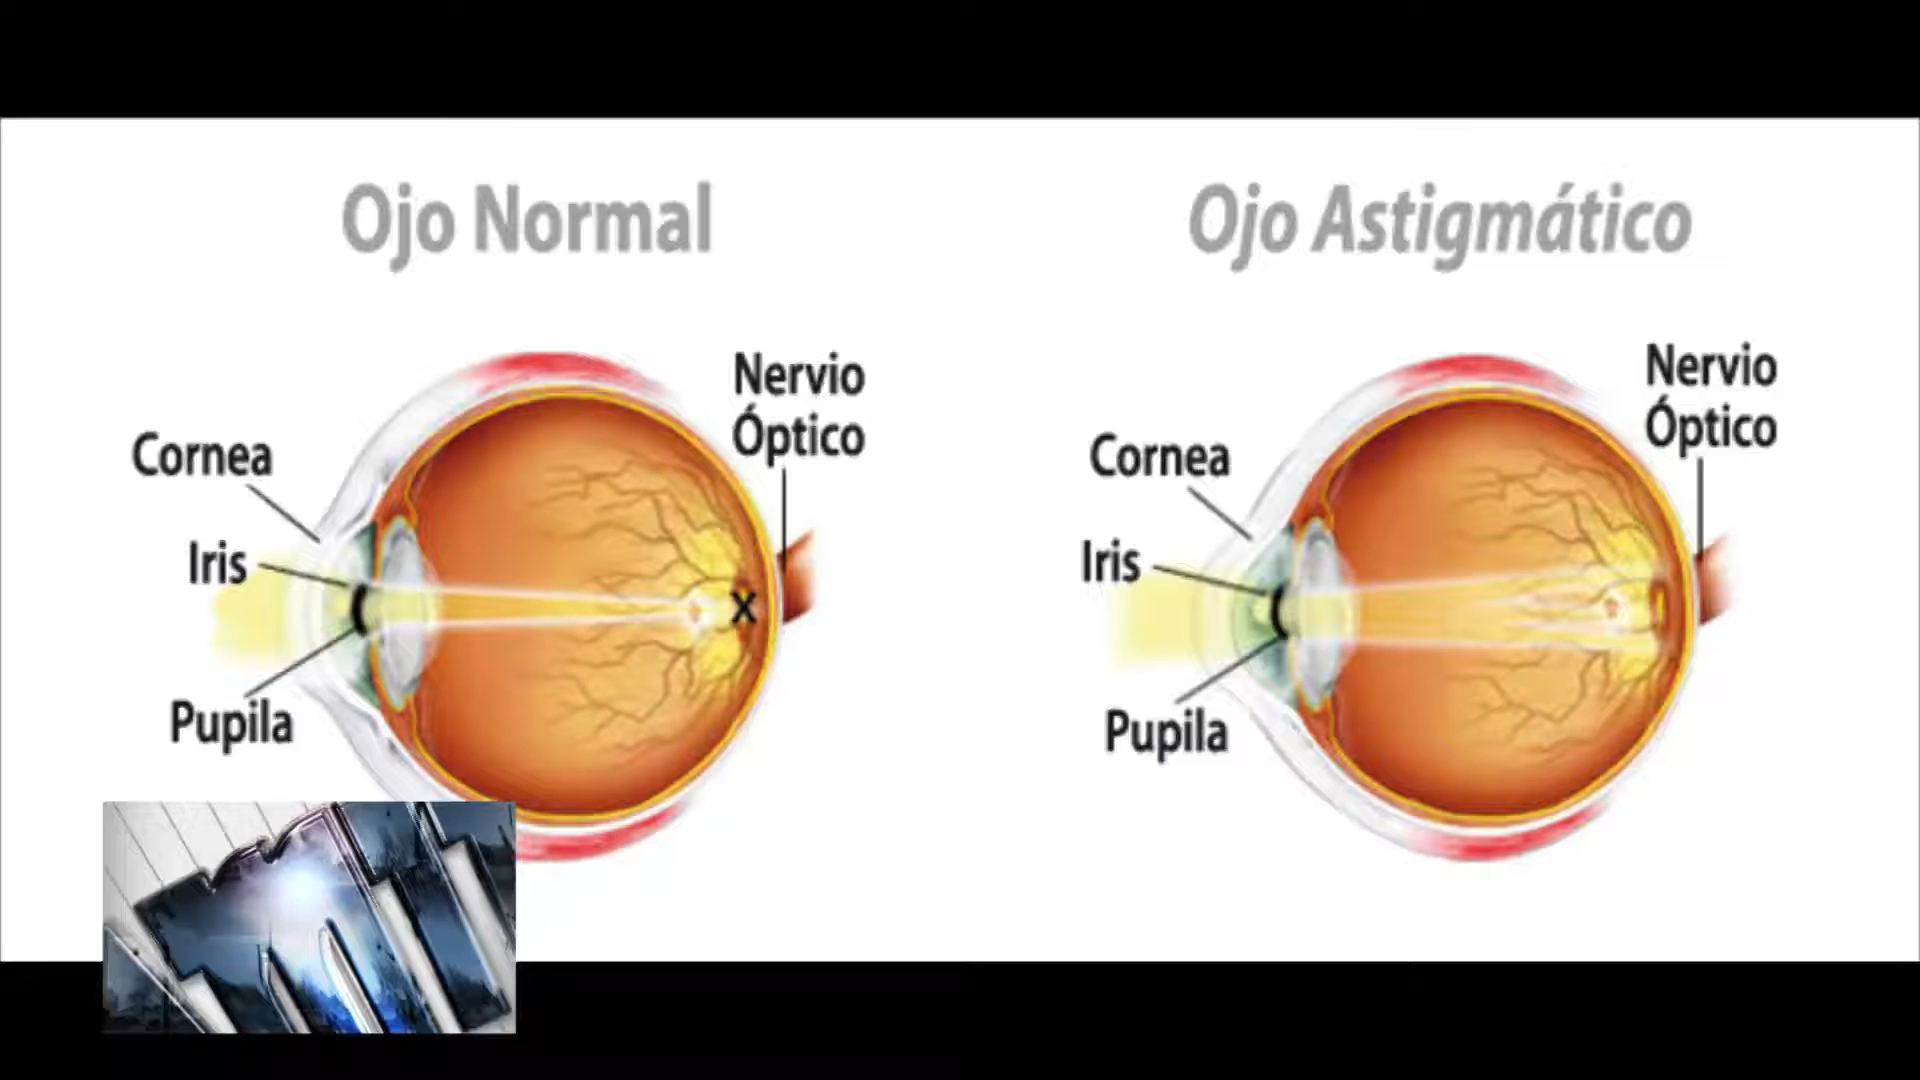 Ojo Normal
Cornea
Iris
Pupila
Nervio
Óptico
x
Ojo Astigmático
Cornea
Iris
Pupila
Nervio
Óptico